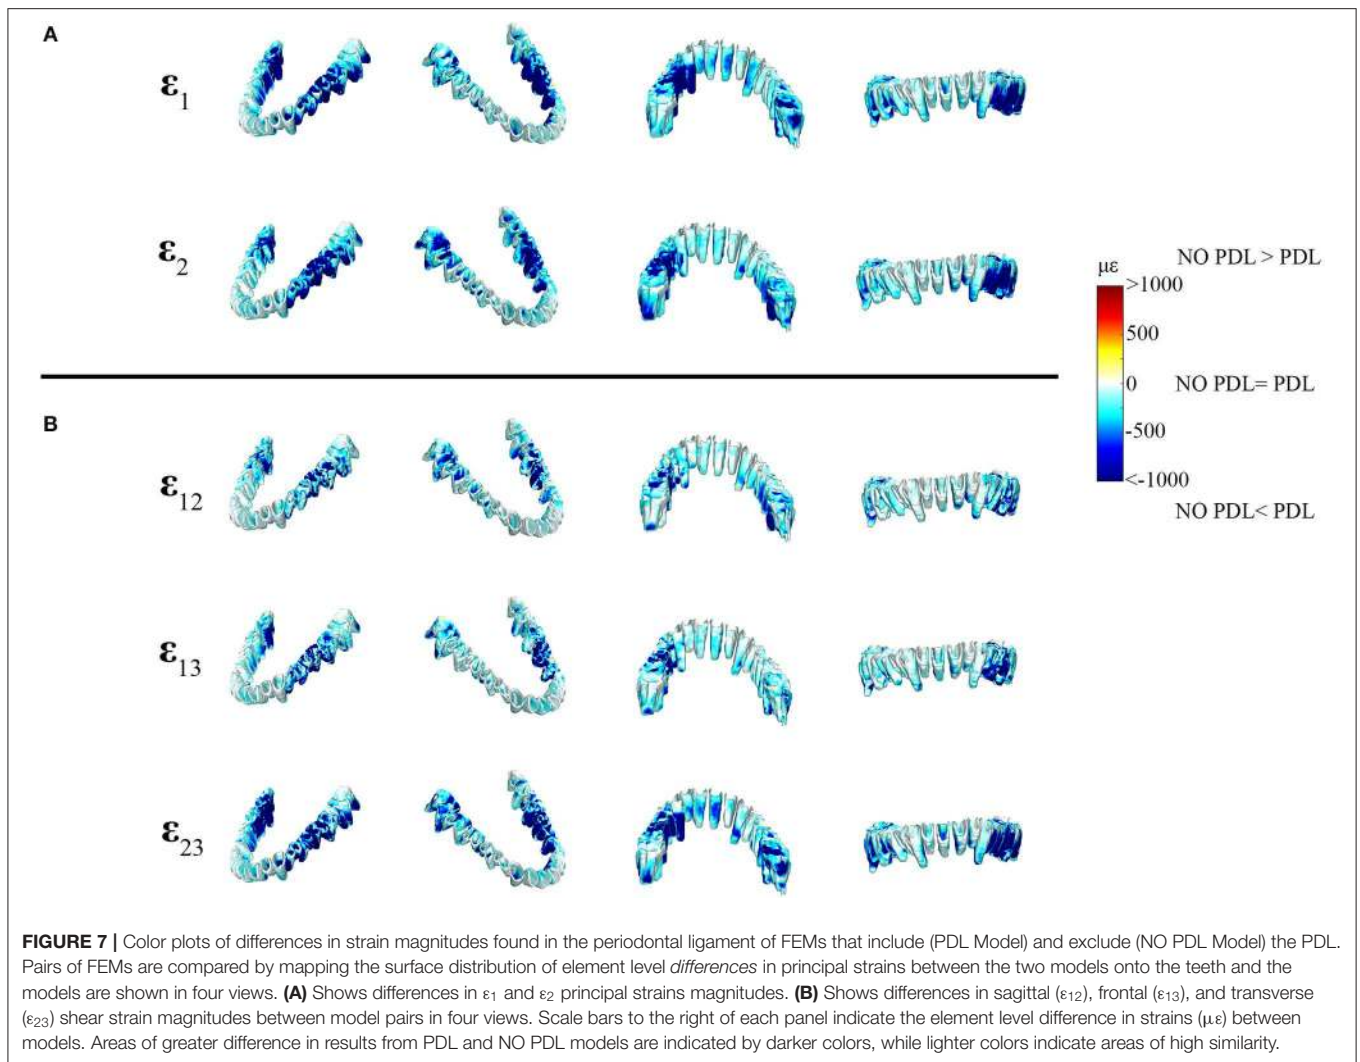 A
ε1
ε2
με
>1000
500
0
-500
<-1000
NO PDL > PDL
NO PDL= PDL
NO PDL< PDL
B
ε12
ε13
ε23
FIGURE 7 | Color plots of differences in strain magnitudes found in the periodontal ligament of FEMs that include (PDL Model) and exclude (NO PDL Model) the PDL.
Pairs of FEMs are compared by mapping the surface distribution of element level differences in principal strains between the two models onto the teeth and the
models are shown in four views. (A) Shows differences in ε1 and ε2 principal strains magnitudes. (B) Shows differences in sagittal (ε12), frontal (ε13), and transverse
(ε23) shear strain magnitudes between model pairs in four views. Scale bars to the right of each panel indicate the element level difference in strains (με) between
models. Areas of greater difference in results from PDL and NO PDL models are indicated by darker colors, while lighter colors indicate areas of high similarity.